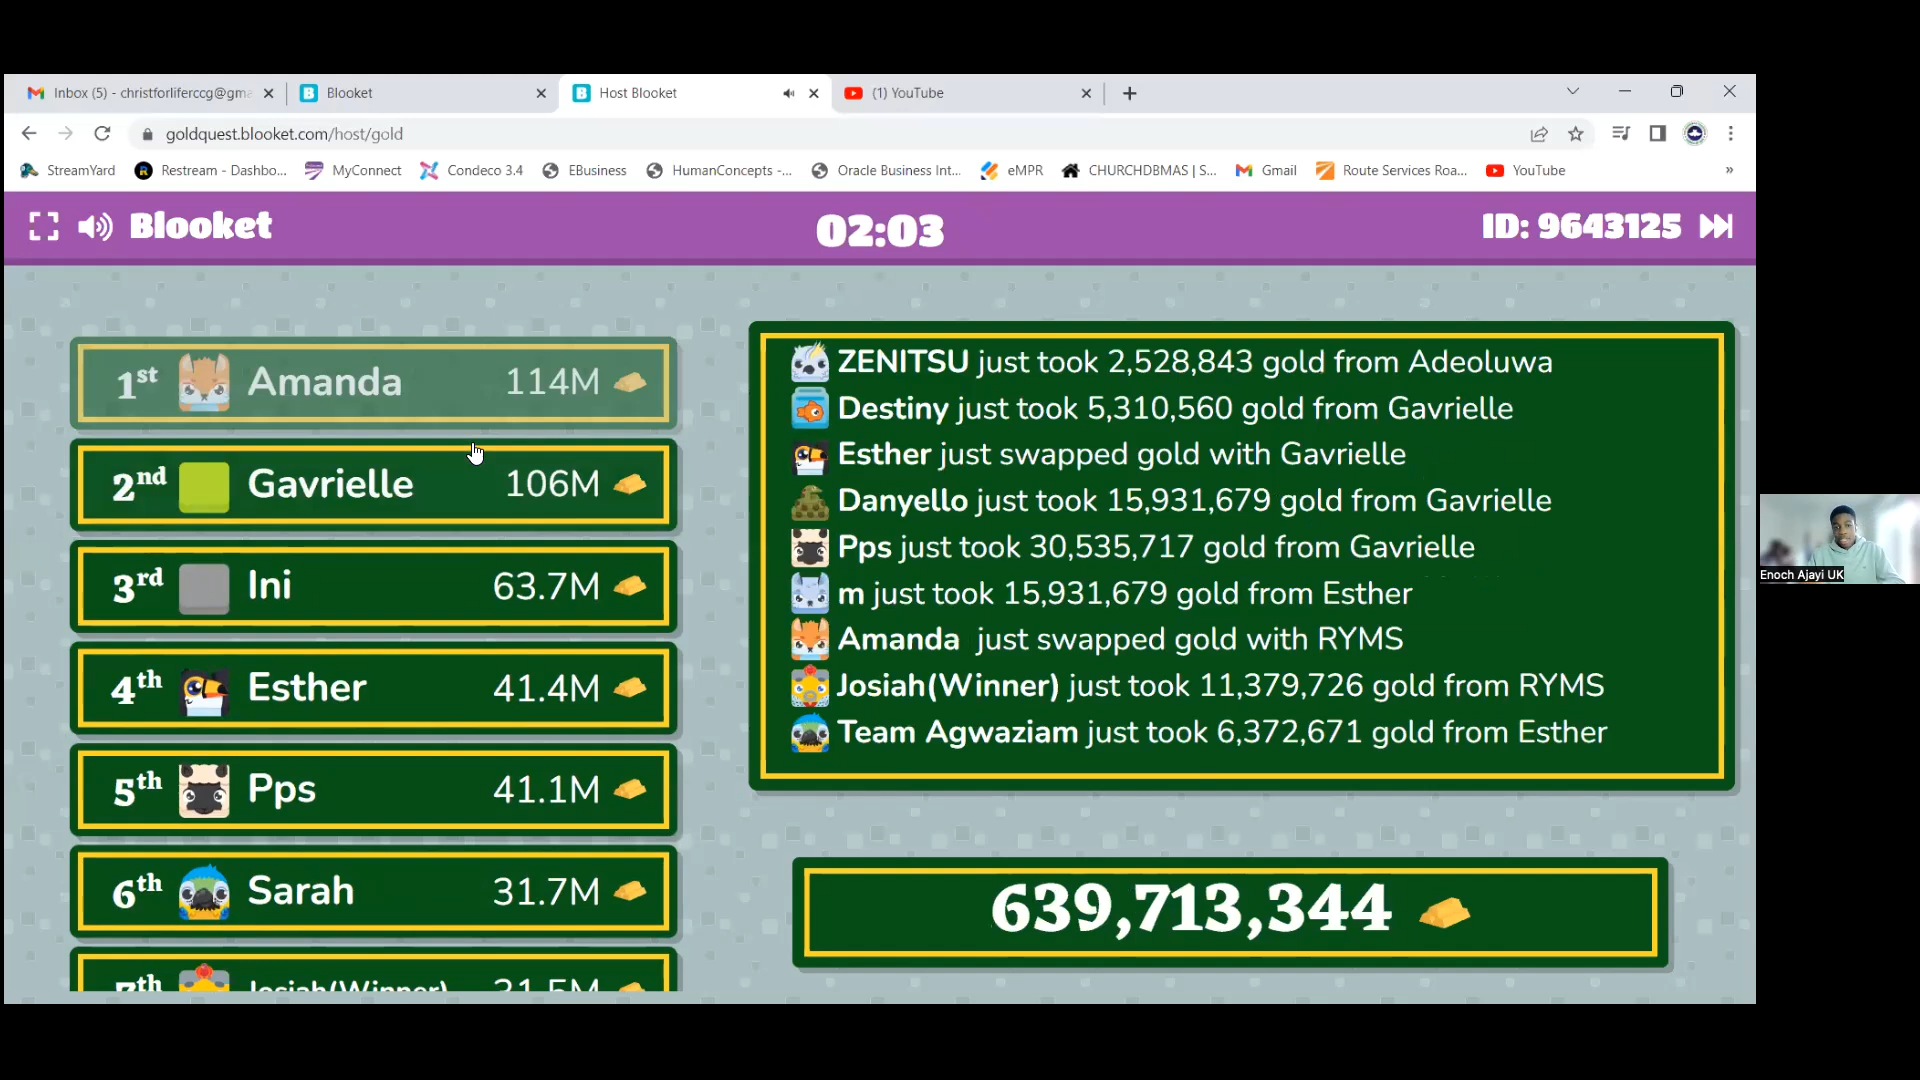 Inbox (5) - christforliferccg@gma
Blooket
Host Blooket
(1) YouTube
goldquest.blooket.com/host/gold
StreamYard
Restream - Dashbo...
MyConnect
Condeco 3.4
EBusiness
HumanConcepts -...
Oracle Business Int...
eMPR
CHURCHDBMAS | S...
Gmail
Route Services Roa...
YouTube
»
Blooket
02:03
ID: 9643125
1st Amanda 114M
2nd Gavrielle 106M
3rd Ini 63.7M
4th Esther 41.4M
5th Pps 41.1M
6th Sarah 31.7M
7th Josiah(Winner) 31.5M
ZENITSU just took 2,528,843 gold from Adeoluwa
Destiny just took 5,310,560 gold from Gavrielle
Esther just swapped gold with Gavrielle
Danyello just took 15,931,679 gold from Gavrielle
Pps just took 30,535,717 gold from Gavrielle
m just took 15,931,679 gold from Esther
Amanda just swapped gold with RYMS
Josiah(Winner) just took 11,379,726 gold from RYMS
Team Agwaziam just took 6,372,671 gold from Esther
639,713,344
Enoch Ajayi UK